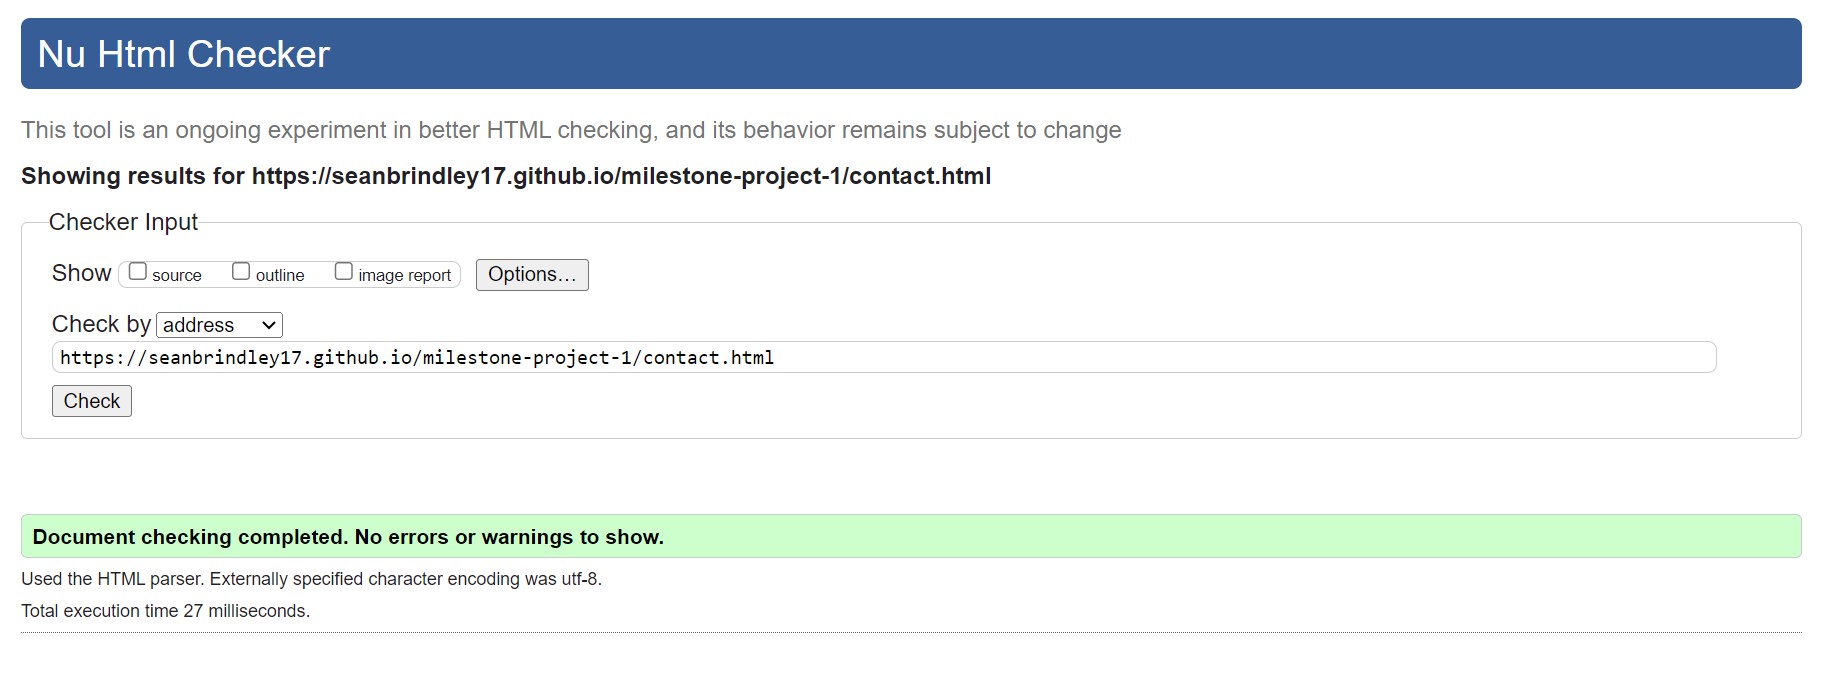 Nu Html Checker
This tool is an ongoing experiment in better HTML checking, and its behavior remains subject to change
Showing results for https://seanbrindley17.github.io/milestone-project-1/contact.html
Checker Input
Show source outline image report Options...
Check by address
https://seanbrindley17.github.io/milestone-project-1/contact.html
Check
Document checking completed. No errors or warnings to show.
Used the HTML parser. Externally specified character encoding was utf-8.
Total execution time 27 milliseconds.